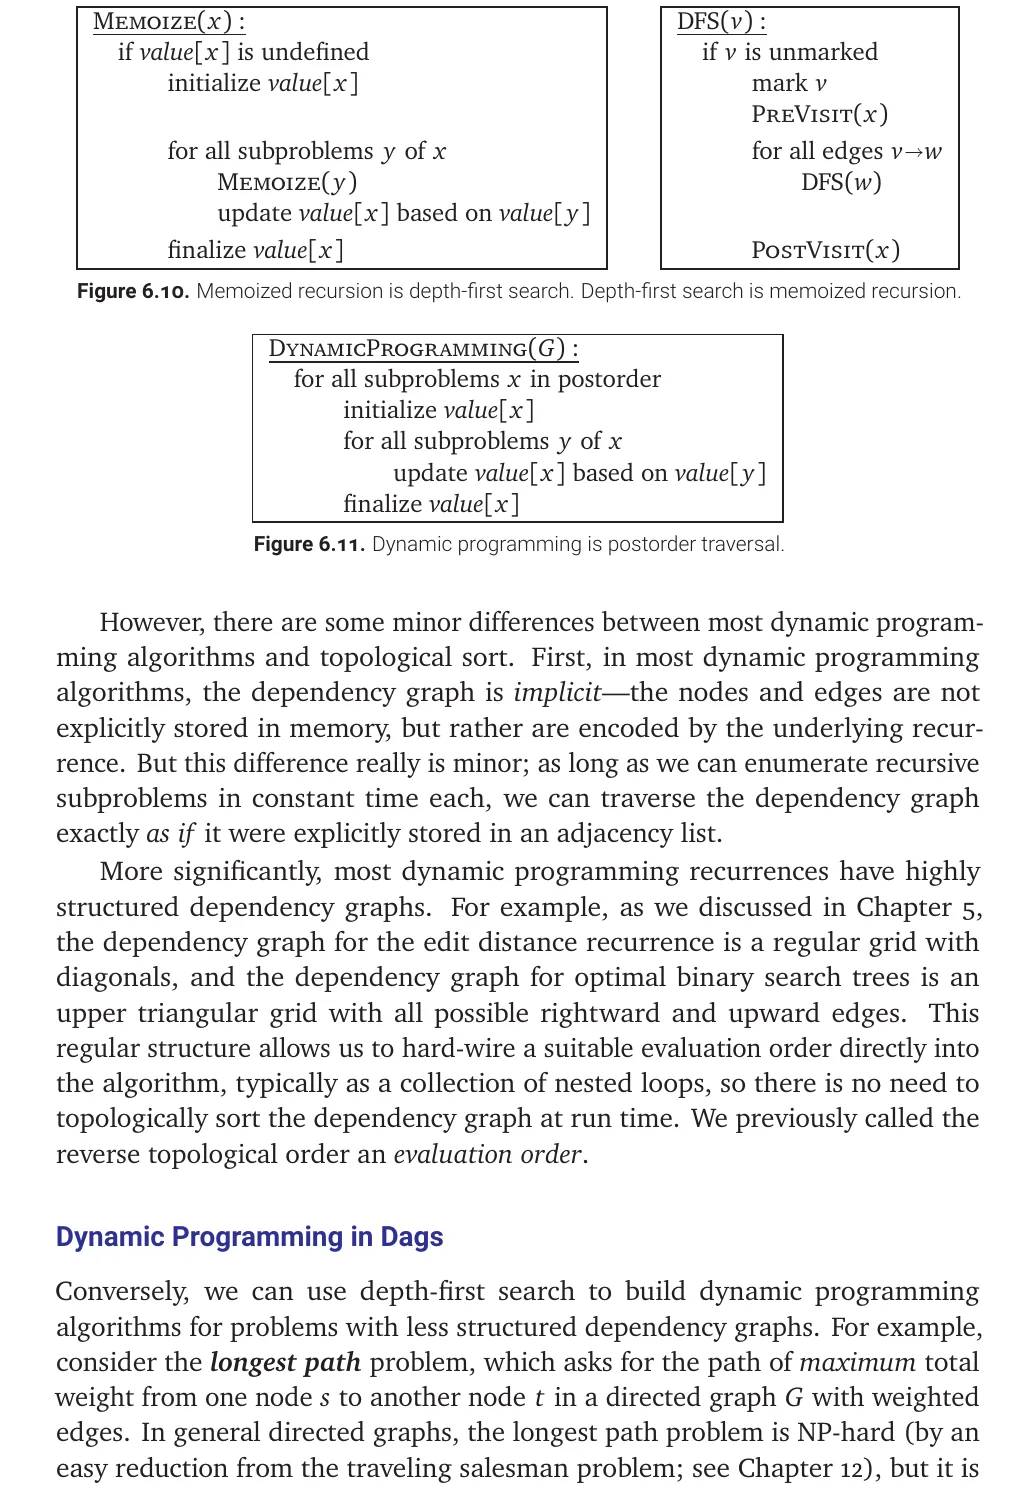 MEMOIZE(x) :
if value[x] is undefined
initialize value[x]
for all subproblems y of x
MEMOIZE(y)
update value[x] based on value[y]
finalize value[x]
DFS(v) :
if v is unmarked
mark v
PREVISIT(x)
for all edges v→w
DFS(w)
POSTVISIT(x)
Figure 6.10. Memoized recursion is depth-first search. Depth-first search is memoized recursion.
DYNAMICPROGRAMMING(G) :
for all subproblems x in postorder
initialize value[x]
for all subproblems y of x
update value[x] based on value[y]
finalize value[x]
Figure 6.11. Dynamic programming is postorder traversal.
However, there are some minor differences between most dynamic program-
ming algorithms and topological sort. First, in most dynamic programming
algorithms, the dependency graph is implicit—the nodes and edges are not
explicitly stored in memory, but rather are encoded by the underlying recur-
rence. But this difference really is minor; as long as we can enumerate recursive
subproblems in constant time each, we can traverse the dependency graph
exactly as if it were explicitly stored in an adjacency list.
More significantly, most dynamic programming recurrences have highly
structured dependency graphs. For example, as we discussed in Chapter 5,
the dependency graph for the edit distance recurrence is a regular grid with
diagonals, and the dependency graph for optimal binary search trees is an
upper triangular grid with all possible rightward and upward edges. This
regular structure allows us to hard-wire a suitable evaluation order directly into
the algorithm, typically as a collection of nested loops, so there is no need to
topologically sort the dependency graph at run time. We previously called the
reverse topological order an evaluation order.
Dynamic Programming in Dags
Conversely, we can use depth-first search to build dynamic programming
algorithms for problems with less structured dependency graphs. For example,
consider the longest path problem, which asks for the path of maximum total
weight from one node s to another node t in a directed graph G with weighted
edges. In general directed graphs, the longest path problem is NP-hard (by an
easy reduction from the traveling salesman problem; see Chapter 12), but it is